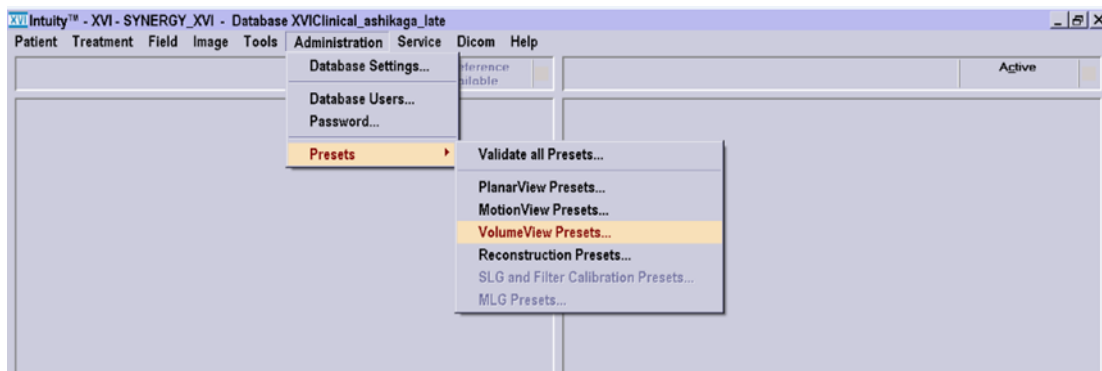 XVI Intuity™ - XVI - SYNERGY_XVI - Database XVIClinical_ashikaga_late
Patient Treatment Field Image Tools Administration Service Dicom Help
Database Settings...
Active
Database Users...
Password...
Presets
Validate all Presets...
PlanarView Presets...
MotionView Presets...
VolumeView Presets...
Reconstruction Presets...
SLG and Filter Calibration Presets...
MLG Presets...